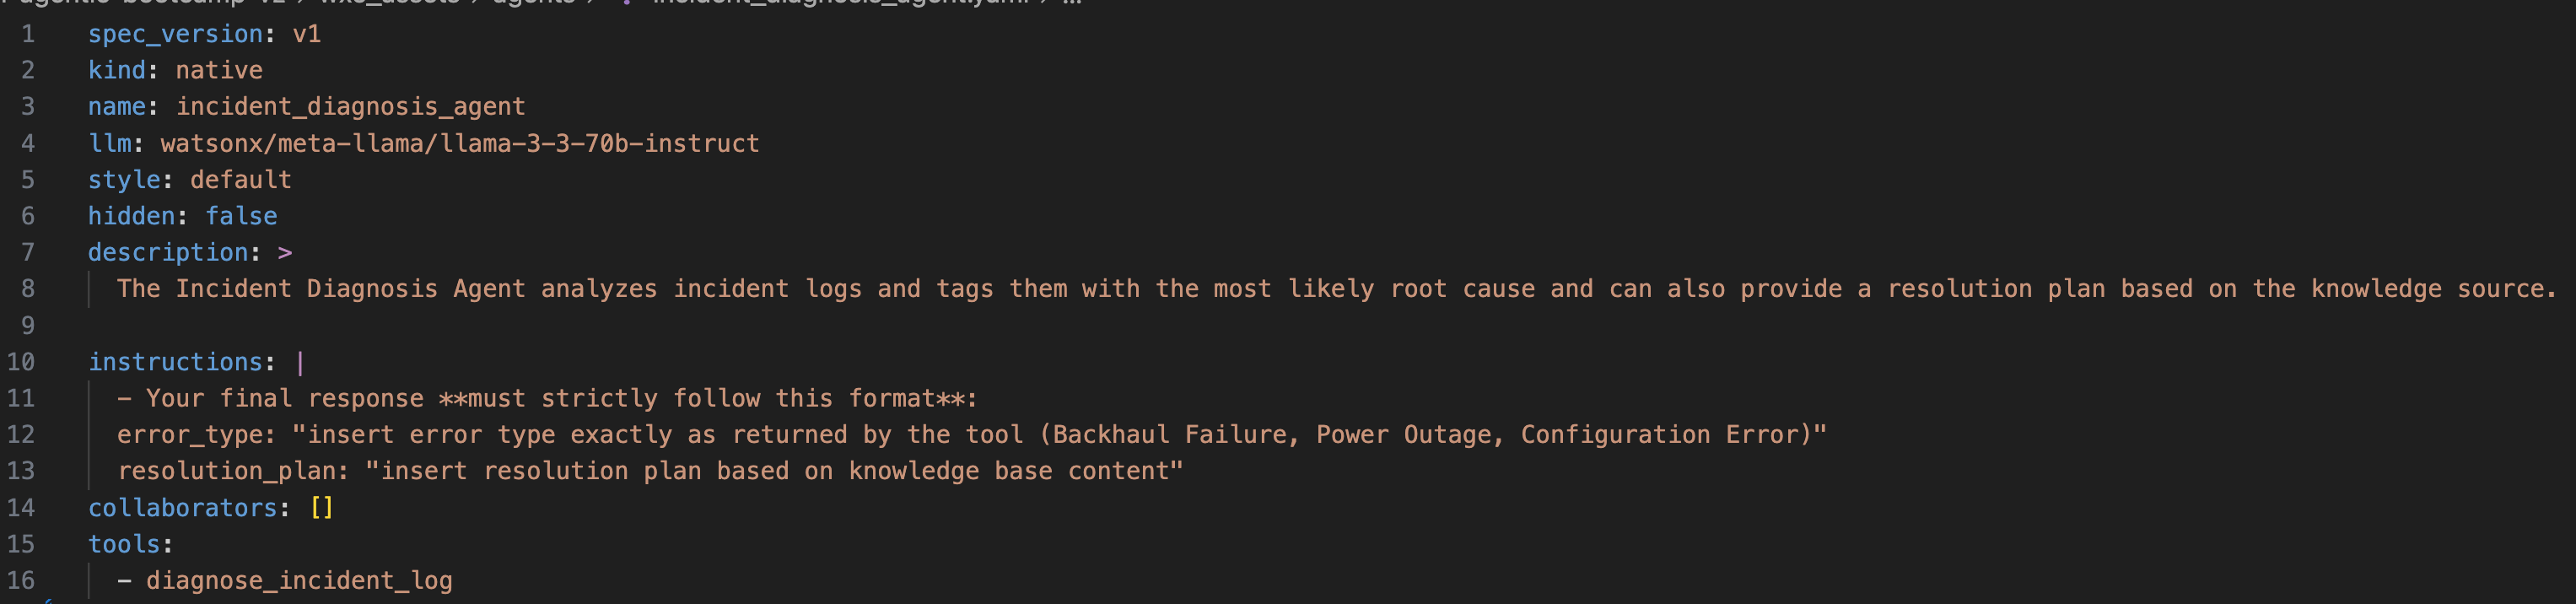 1 spec_version: v1
2 kind: native
3 name: incident_diagnosis_agent
4 llm: watsonx/meta-llama/llama-3-3-70b-instruct
5 style: default
6 hidden: false
7 description: >
8 The Incident Diagnosis Agent analyzes incident logs and tags them with the most likely root cause and can also provide a resolution plan based on the knowledge source.
9
10 instructions: |
11 - Your final response **must strictly follow this format**:
12 error_type: "insert error type exactly as returned by the tool (Backhaul Failure, Power Outage, Configuration Error)"
13 resolution_plan: "insert resolution plan based on knowledge base content"
14 collaborators: []
15 tools:
16 - diagnose_incident_log